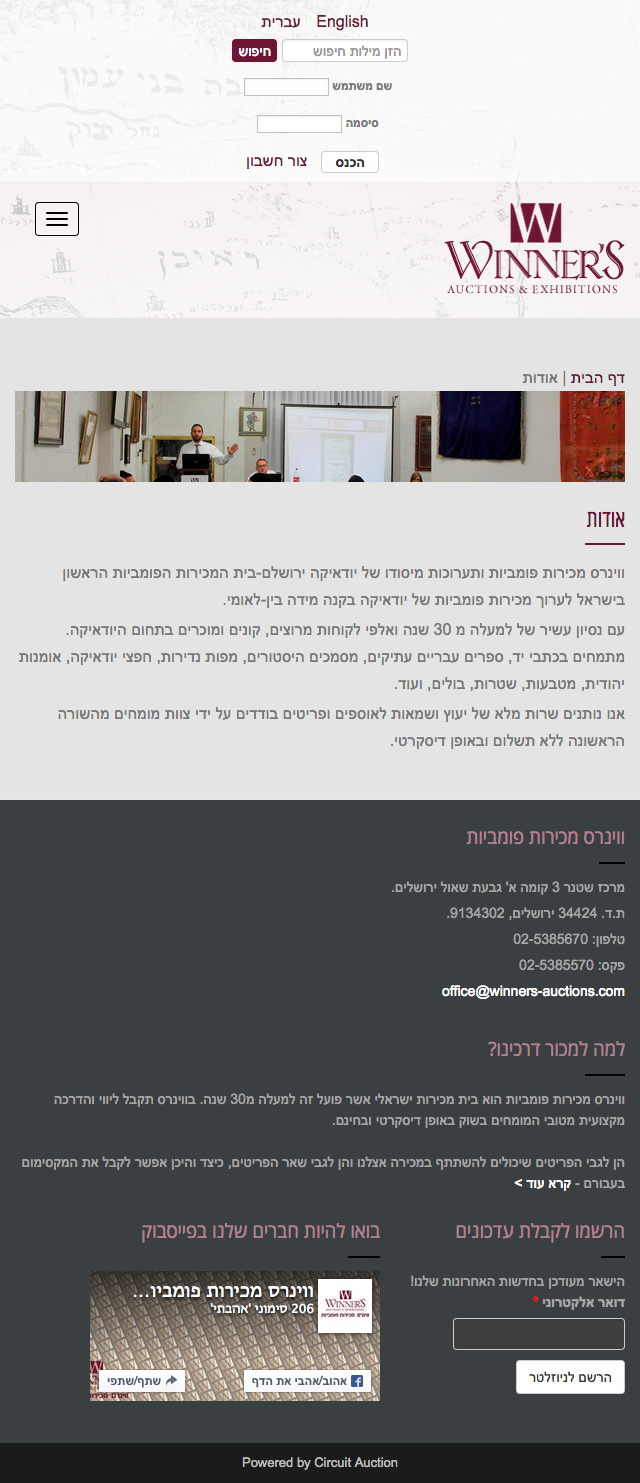 עברית English
הזן מילות חיפוש חיפוש
שם משתמש
סיסמה
הכנס צור חשבון
WINNER'S
AUCTIONS & EXHIBITIONS
דף הבית | אודות
אודות
ווינרס מכירות פומביות ותערוכות מיסודו של יודאיקה ירושלם-בית המכירות הפומביות הראשון
בישראל לערוך מכירות פומביות של יודאיקה בקנה מידה בין-לאומי.
עם נסיון עשיר של למעלה מ 30 שנה ואלפי לקוחות מרוצים, קונים ומוכרים בתחום היודאיקה.
מתמחים בכתבי יד, ספרים עבריים עתיקים, מסמכים היסטורים, מפות נדירות, חפצי יודאיקה, אומנות
יהודית, מטבעות, שטרות, בולים, ועוד.
אנו נותנים שרות מלא של יעוץ ושמאות לאוספים ופריטים בודדים על ידי צוות מומחים מהשורה
הראשונה ללא תשלום ובאופן דיסקרטי.
ווינרס מכירות פומביות
מרכז שטנר 3 קומה א' גבעת שאול ירושלים.
ת.ד. 34424 ירושלים, 9134302.
טלפון: 02-5385670
פקס: 02-5385570
office@winners-auctions.com
למה למכור דרכינו?
ווינרס מכירות פומביות הוא בית מכירות ישראלי אשר פועל זה למעלה מ30 שנה. בווינרס תקבל ליווי והדרכה
מקצועית מטובי המומחים בשוק באופן דיסקרטי ובחינם.
הן לגבי הפריטים שיכולים להשתתף במכירה אצלנו והן לגבי שאר הפריטים, כיצד והיכן אפשר לקבל את המקסימום
בעבורם - קרא עוד >
הרשמו לקבלת עדכונים
הישאר מעודכן בחדשות האחרונות שלנו!
דואר אלקטרוני *
הרשם לניוזלטר
בואו להיות חברים שלנו בפייסבוק
WINNER'S
ווינרס מכירות פומביות
ווינרס מכירות פומביו...
206 סימוני 'אהבתי'
אהוב/אהבי את הדף שתף/שתפי
Powered by Circuit Auction